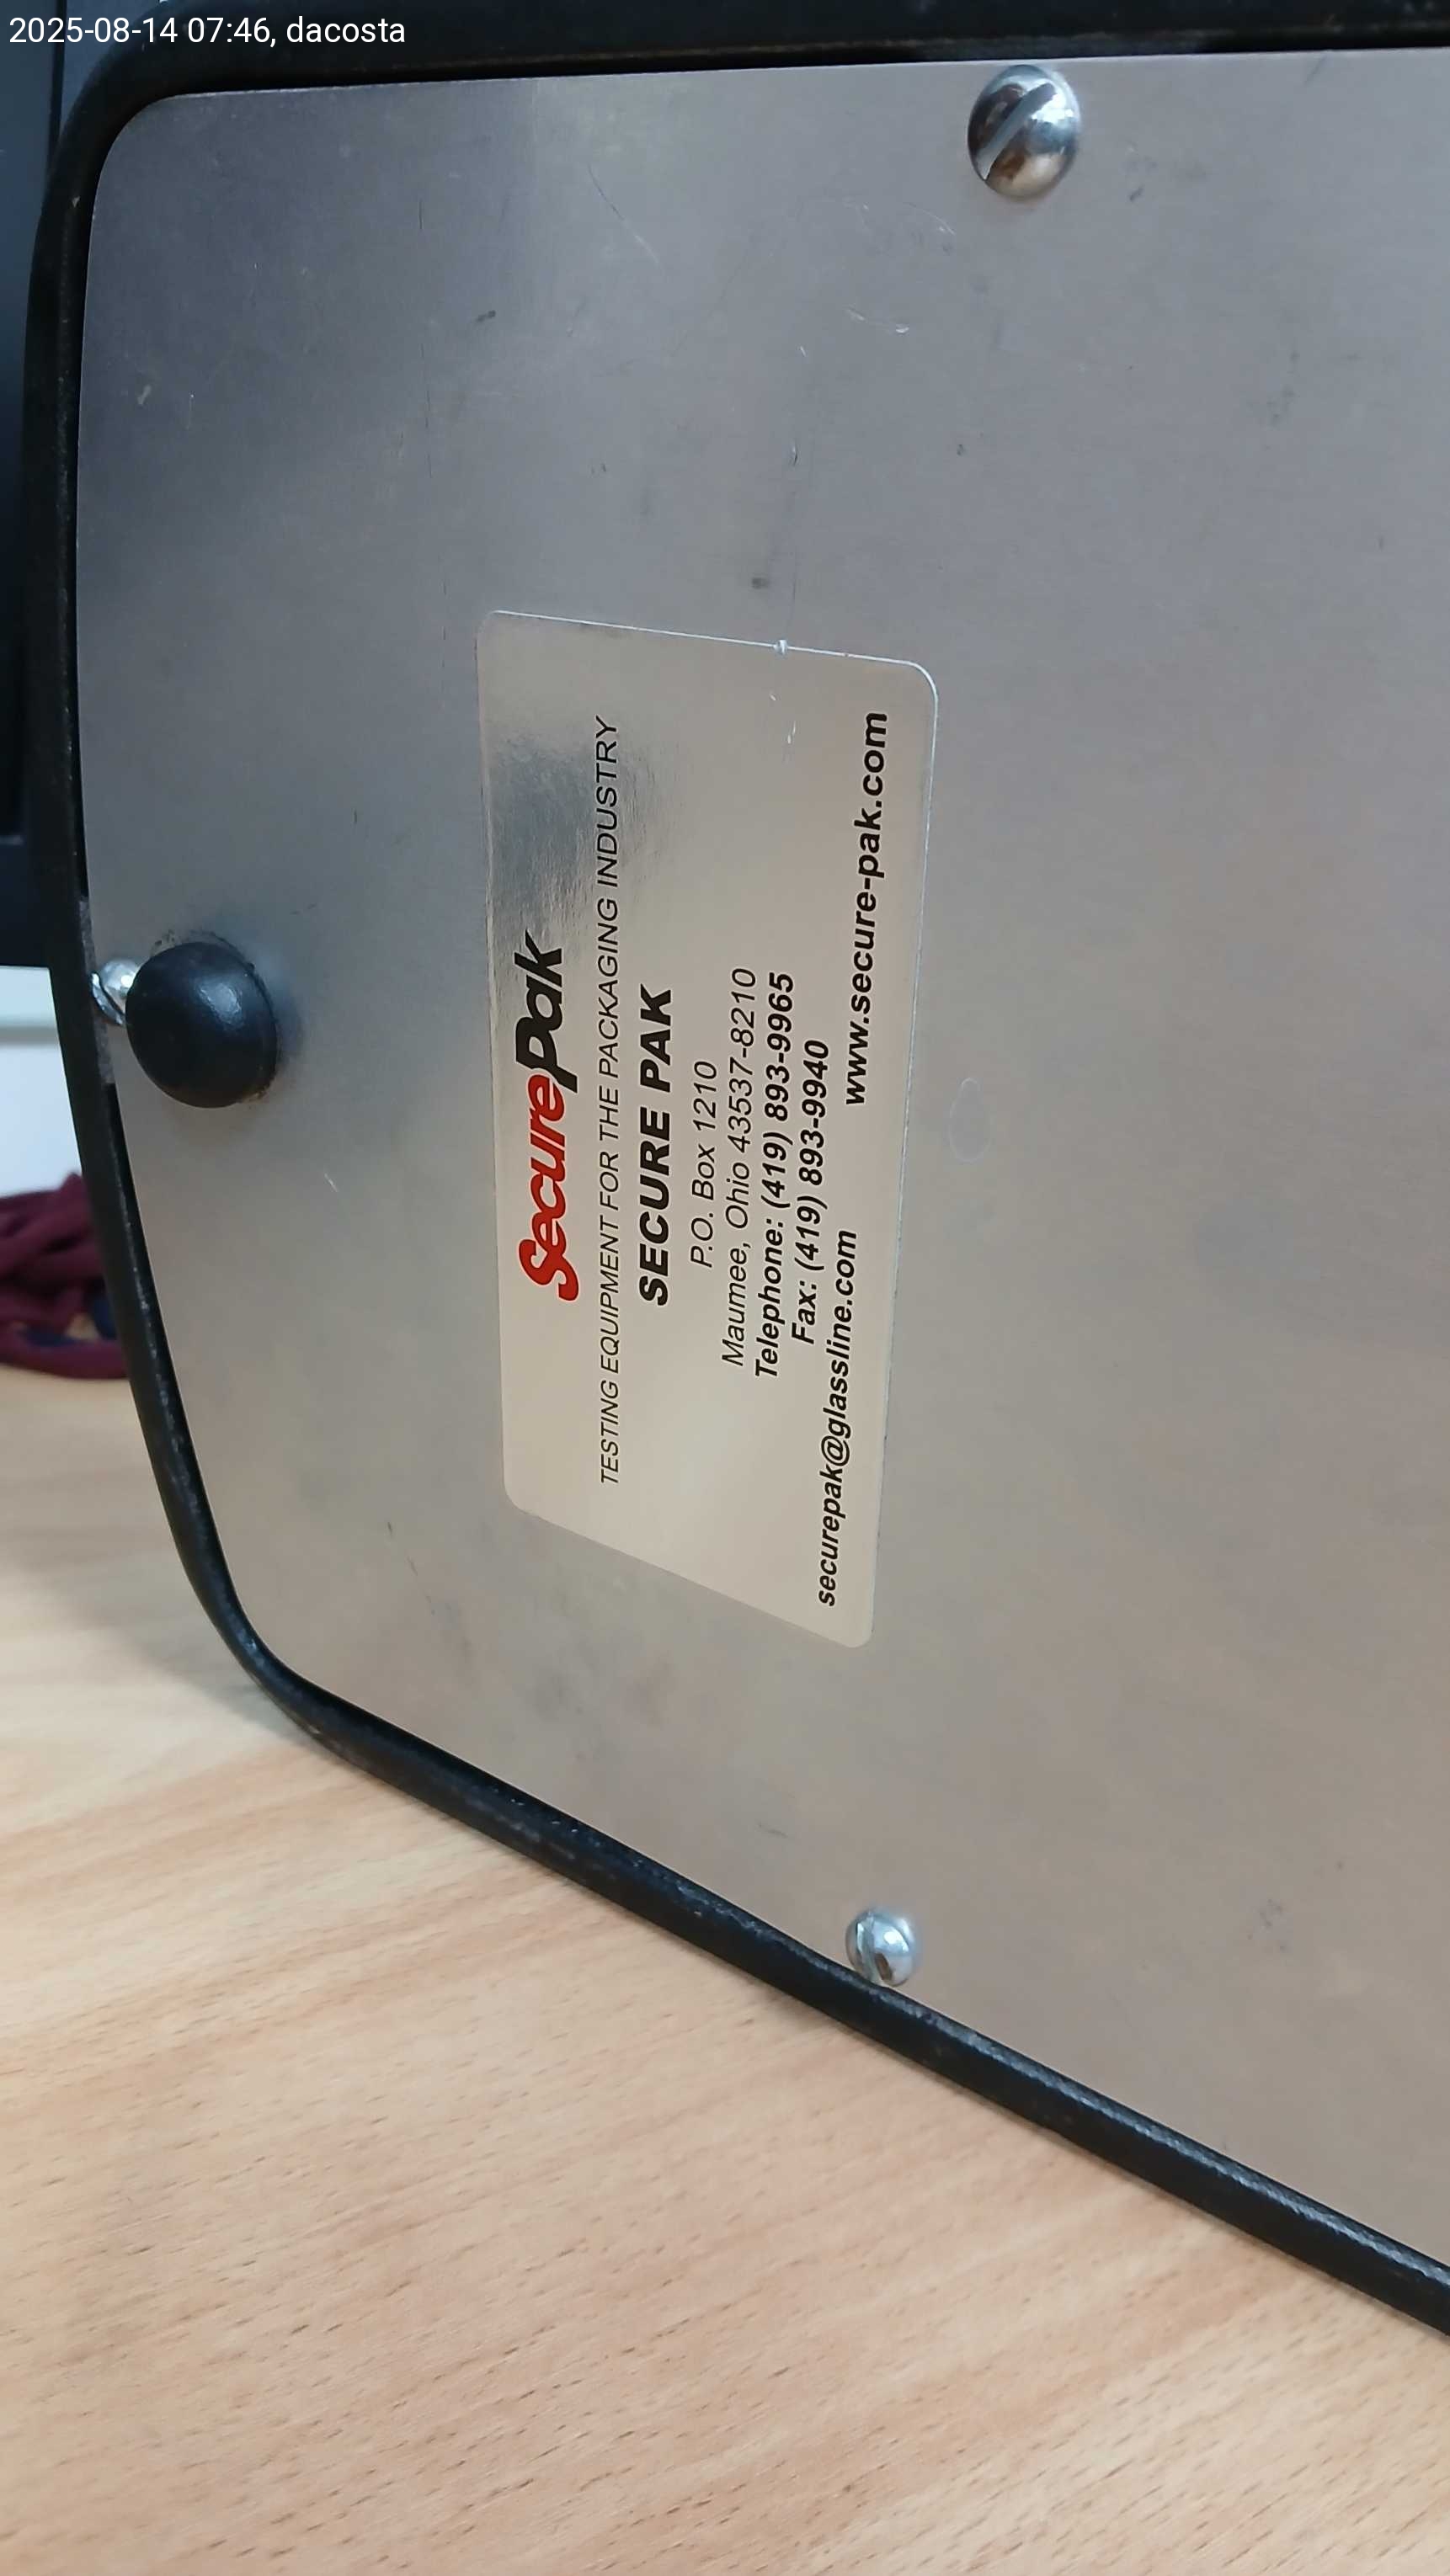 2025-08-14 07:46, dacosta
SecurePak
TESTING EQUIPMENT FOR THE PACKAGING INDUSTRY
SECURE PAK
P.O. Box 1210
Maumee, Ohio 43537-8210
Telephone: (419) 893-9965
Fax: (419) 893-9940
securepak@glassline.com www.secure-pak.com